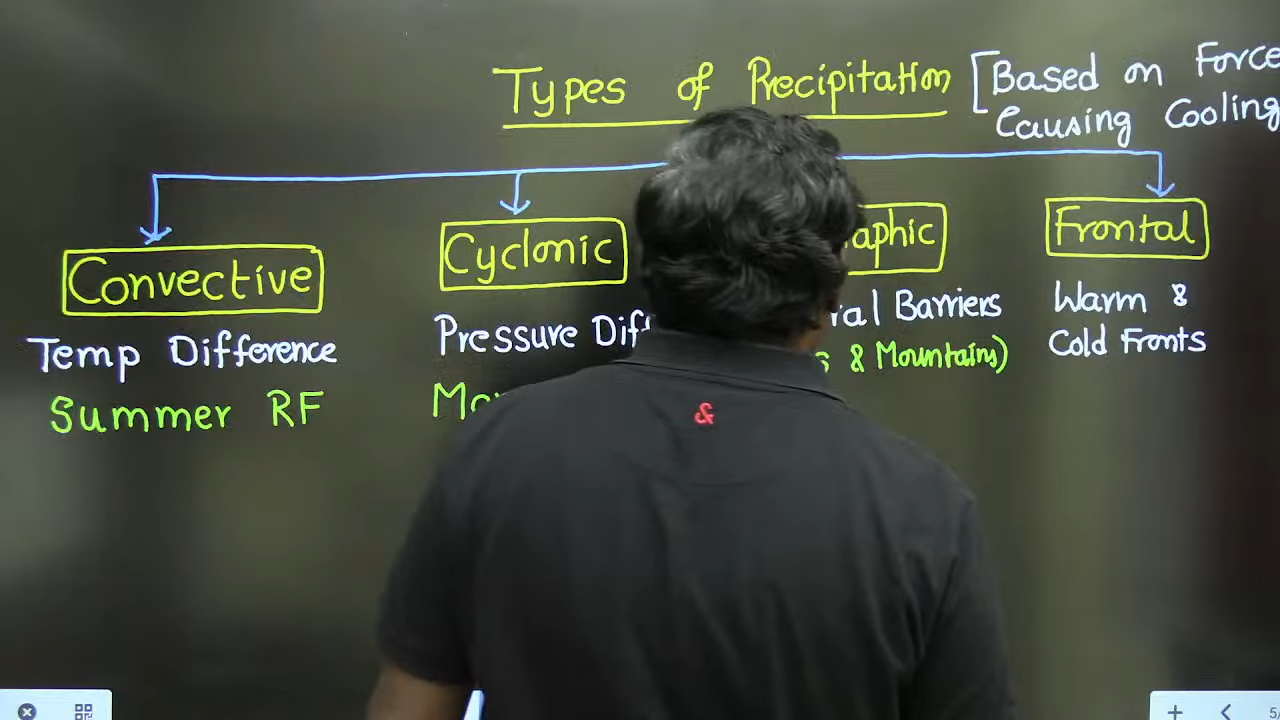 Types of Precipitation
[Based on Force
Causing Cooling
Convective
Temp Difference
Summer RF
Cyclonic
Pressure
Barriers
& Mountains)
Frontal
Warm &
Cold Fronts
&